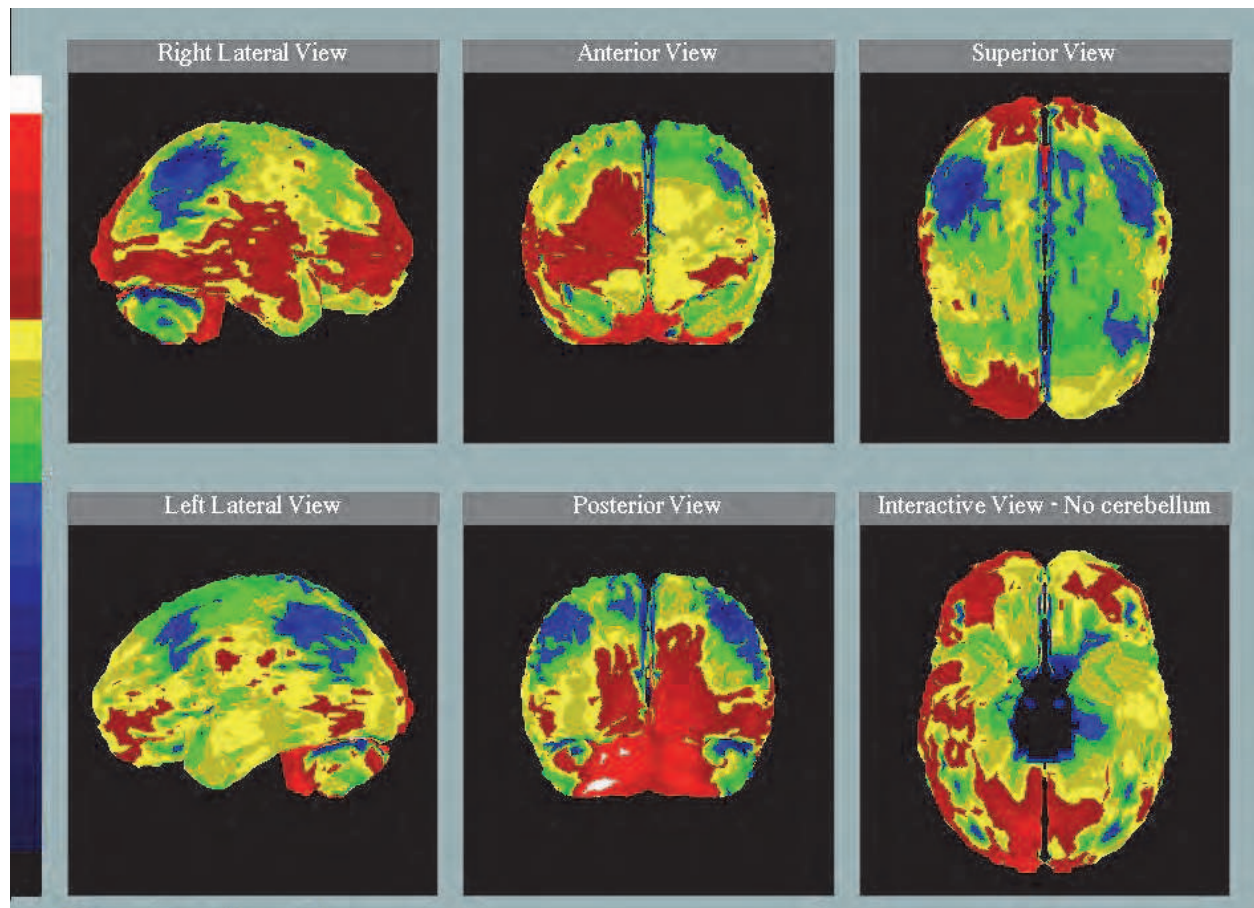 Right Lateral View
Anterior View
Superior View
Left Lateral View
Posterior View
Interactive View - No cerebellum